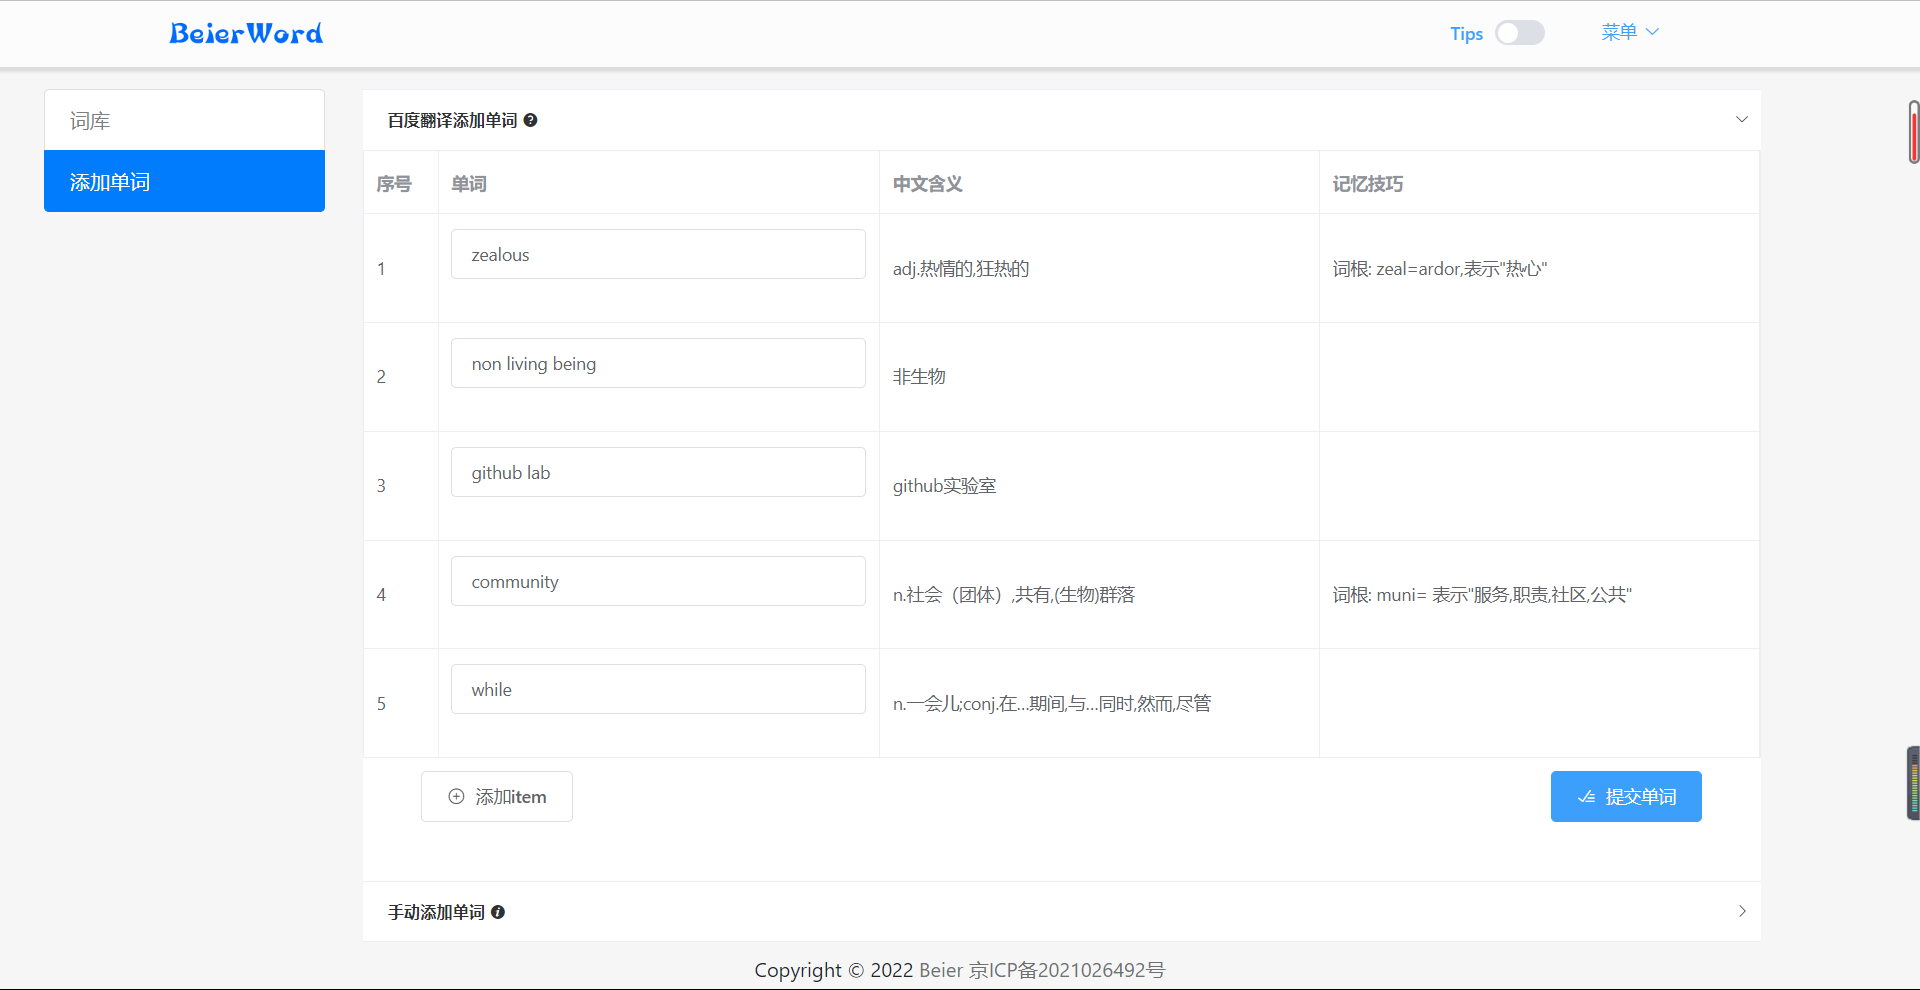 BeierWord
Tips
菜单
词库
添加单词
百度翻译添加单词
序号 单词 中文含义 记忆技巧
1 zealous adj.热情的,狂热的 词根: zeal=ardor,表示"热心"
2 non living being 非生物
3 github lab github实验室
4 community n.社会（团体）,共有,(生物)群落 词根: muni= 表示"服务,职责,社区,公共"
5 while n.一会儿;conj.在...期间,与...同时,然而,尽管
添加item
提交单词
手动添加单词
Copyright © 2022 Beier 京ICP备2021026492号